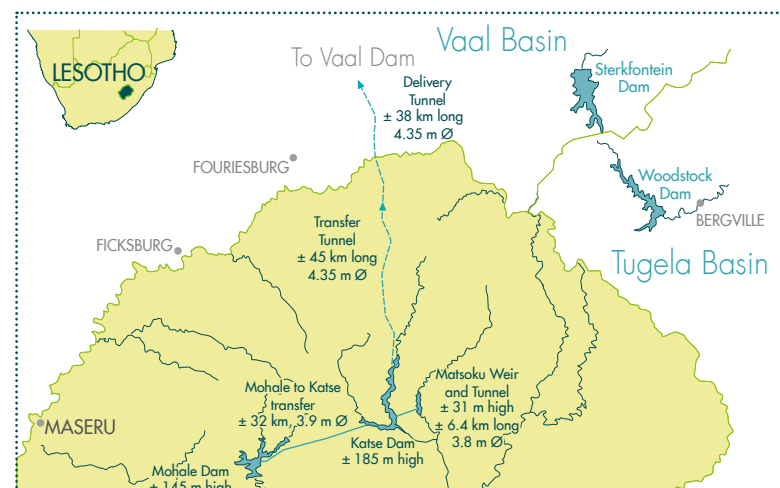 LESOTHO
To Vaal Dam
Vaal Basin
Sterkfontein
Dam
Delivery
Tunnel
± 38 km long
4.35 m Ø
FOURIESBURG
Woodstock
Dam
BERGVILLE
Transfer
Tunnel
± 45 km long
4.35 m Ø
FICKSBURG
Tugela Basin
Mohale to Katse
transfer
± 32 km, 3.9 m Ø
Matsoku Weir
and Tunnel
± 31 m high
± 6.4 km long
3.8 m Ø
MASERU
Katse Dam
± 185 m high
Mohale Dam
± 145 m high